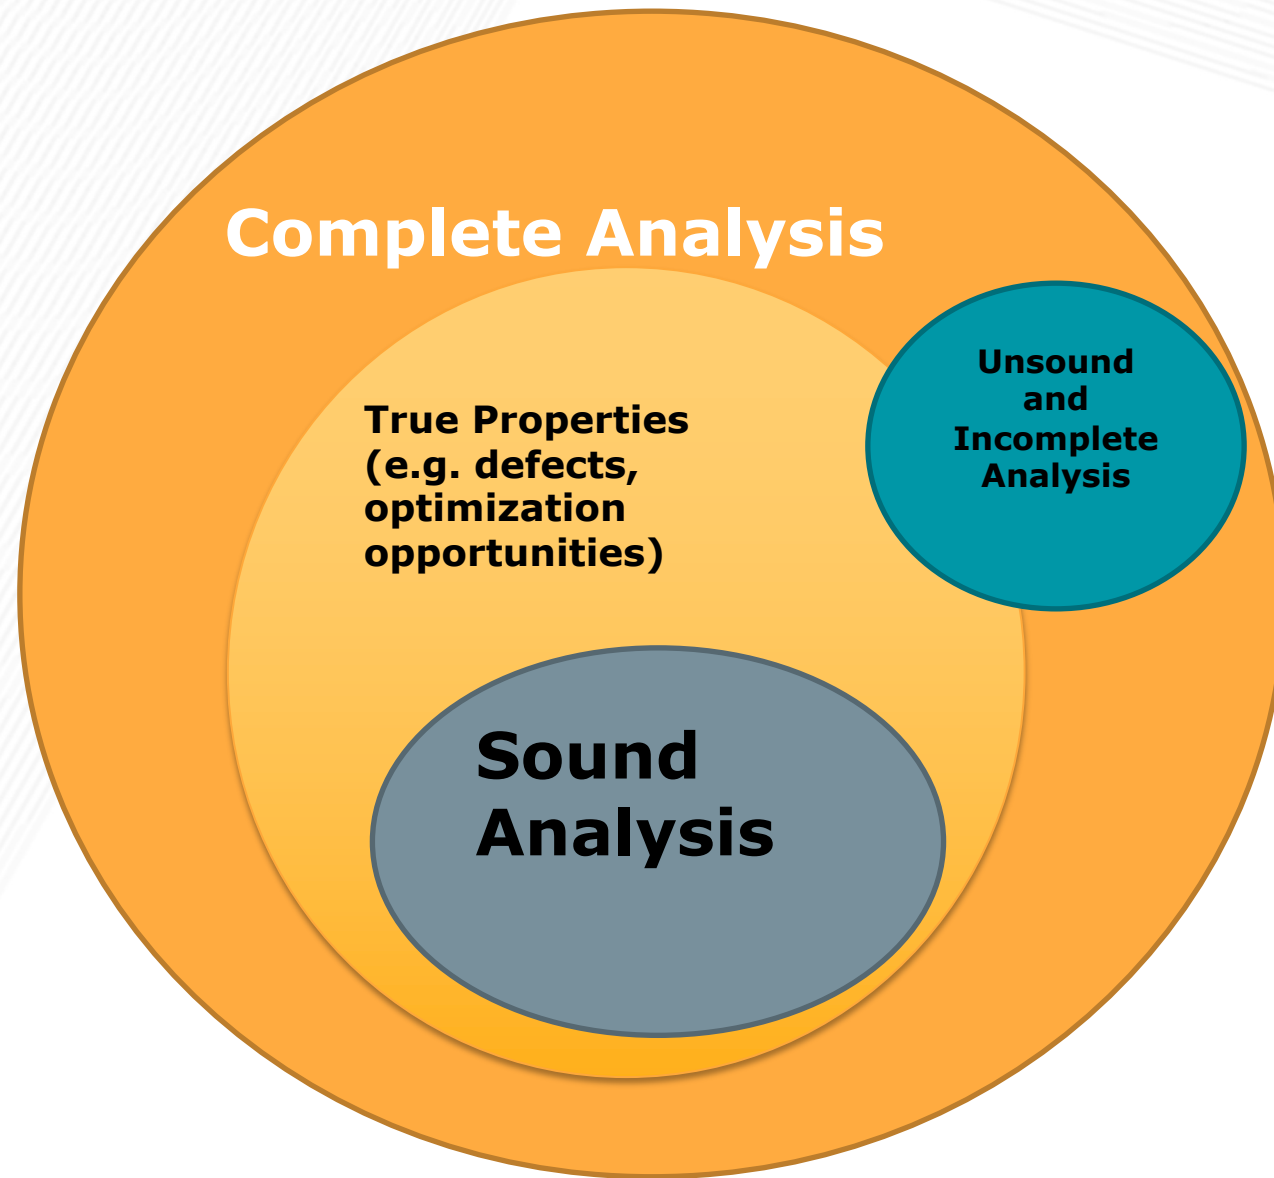 Complete Analysis
True Properties
(e.g. defects,
optimization
opportunities)
Unsound
and
Incomplete
Analysis
Sound
Analysis